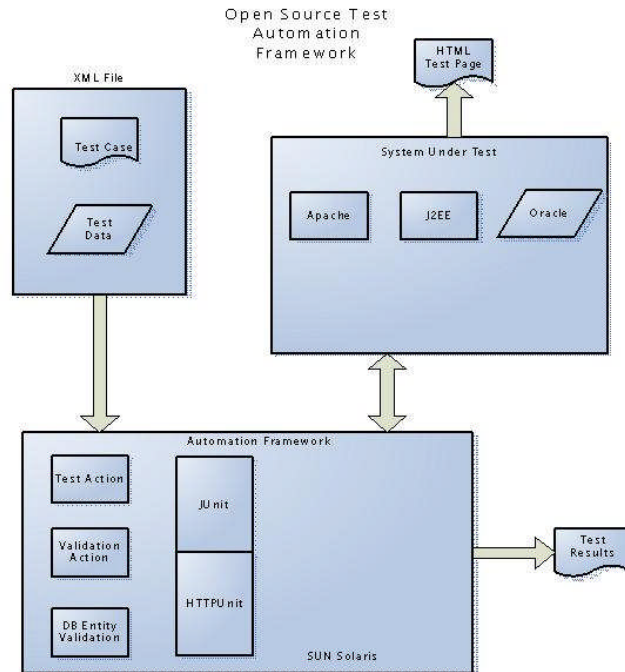 Open Source Test
Automation
Framework
HTML
Test Page
XML File
Test Case
Test
Data
System Under Test
Apache
J2EE
Oracle
Automation Framework
Test Action
Validation
Action
DB Entity
Validation
JUnit
HTTPUnit
SUN Solaris
Test
Results